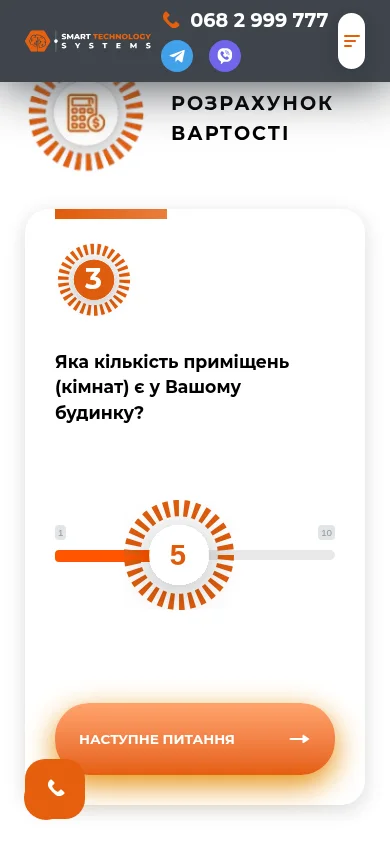 068 2 999 777
SMART TECHNOLOGY
SYSTEMS
РОЗРАХУНОК
ВАРТОСТІ
3
Яка кількість приміщень
(кімнат) є у Вашому
будинку?
1
10
5
НАСТУПНЕ ПИТАННЯ